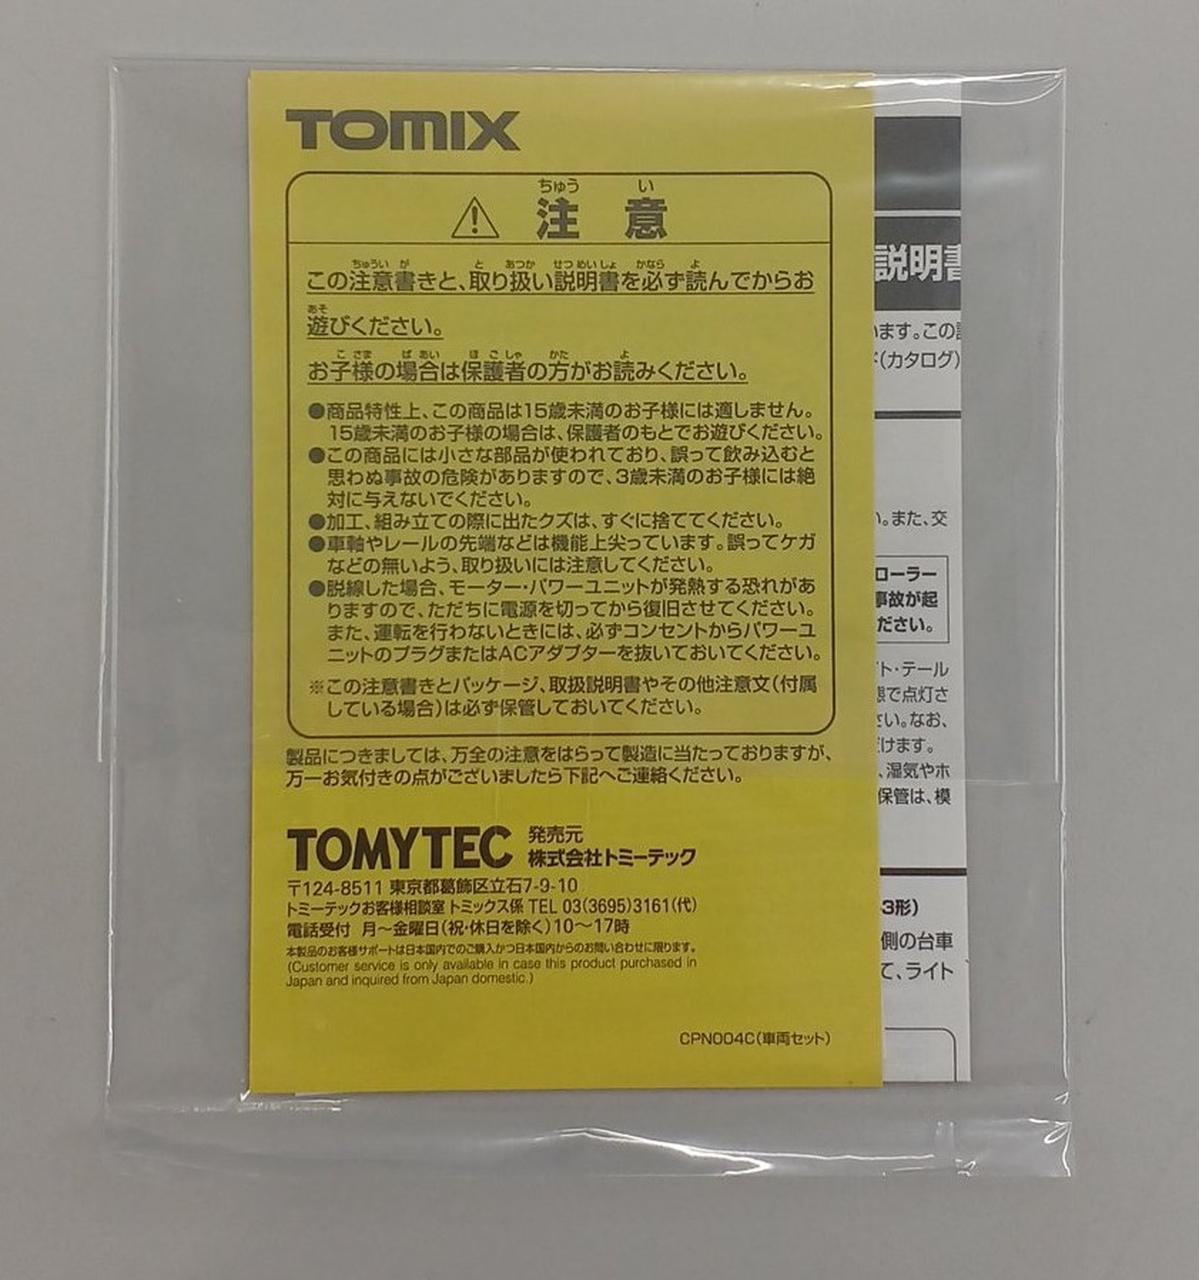 TOMIX
ちゅう い
注 意
ちゅうい が と あつか せつめいしょ かなら よ
この注意書きと、取り扱い説明書を必ず読んでからお
あそ
遊びください。
こ さま ば あい ほ ご しゃ かた よ
お子様の場合は保護者の方がお読みください。
●商品特性上、この商品は15歳未満のお子様には適しません。
15歳未満のお子様の場合は、保護者のもとでお遊びください。
●この商品には小さな部品が使われており、誤って飲み込むと
思わぬ事故の危険がありますので、3歳未満のお子様には絶
対に与えないでください。
●加工、組み立ての際に出たクズは、すぐに捨ててください。
●車軸やレールの先端などは機能上尖っています。誤ってケガ
などの無いよう、取り扱いには注意してください。
●脱線した場合、モーター・パワーユニットが発熱する恐れがあ
りますので、ただちに電源を切ってから復旧させてください。
また、運転を行わないときには、必ずコンセントからパワーユ
ニットのプラグまたはACアダプターを抜いておいてください。
※この注意書きとパッケージ、取扱説明書やその他注意文(付属
している場合)は必ず保管しておいてください。
製品につきましては、万全の注意をはらって製造に当たっておりますが、
万一お気付きの点がございましたら下記へご連絡ください。
TOMYTEC 発売元
株式会社トミーテック
〒124-8511 東京都葛飾区立石7-9-10
トミーテックお客様相談室 トミックス係 TEL 03(3695)3161(代)
電話受付 月〜金曜日(祝・休日を除く)10〜17時
本製品のお客様サポートは日本国内でのご購入かつ日本国内からのお問い合わせに限ります。
(Customer service is only available in case this product purchased in
Japan and inquired from Japan domestic.)
CPN004C(車両セット)
説明書
います。この
(カタログ)
。また、交
ローラー
事故が起
ださい。
ト・テール
態で点灯さ
さい。なお、
だけます。
、湿気やホ
保管は、模
3形)
側の台車
て、ライト